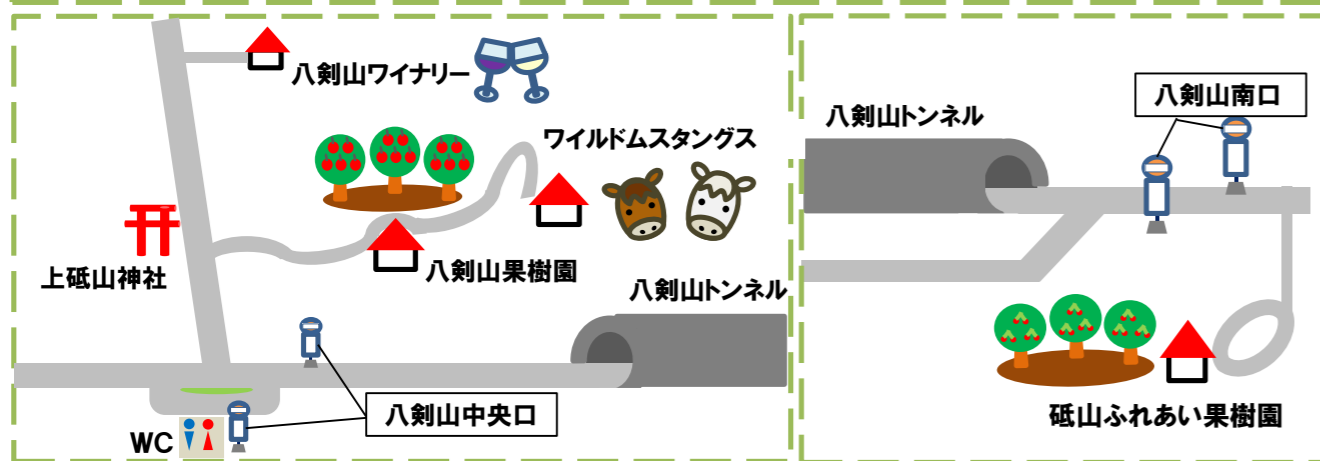 八剣山ワイナリー
ワイルドムスタングス
上砥山神社
八剣山果樹園
八剣山トンネル
八剣山中央口
WC
八剣山トンネル
八剣山南口
砥山ふれあい果樹園